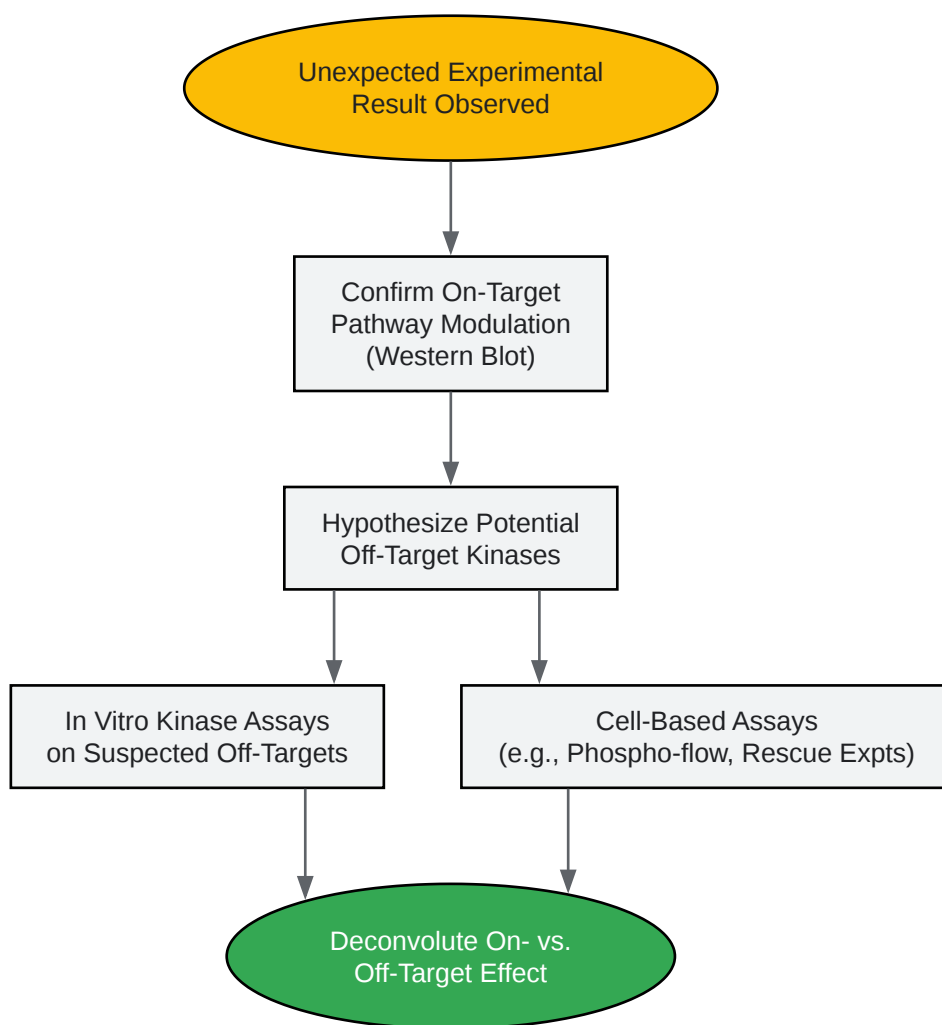 Unexpected Experimental
Result Observed
Confirm On-Target
Pathway Modulation
(Western Blot)
Hypothesize Potential
Off-Target Kinases
In Vitro Kinase Assays
on Suspected Off-Targets
Cell-Based Assays
(e.g., Phospho-flow, Rescue Expts)
Deconvolute On- vs.
Off-Target Effect